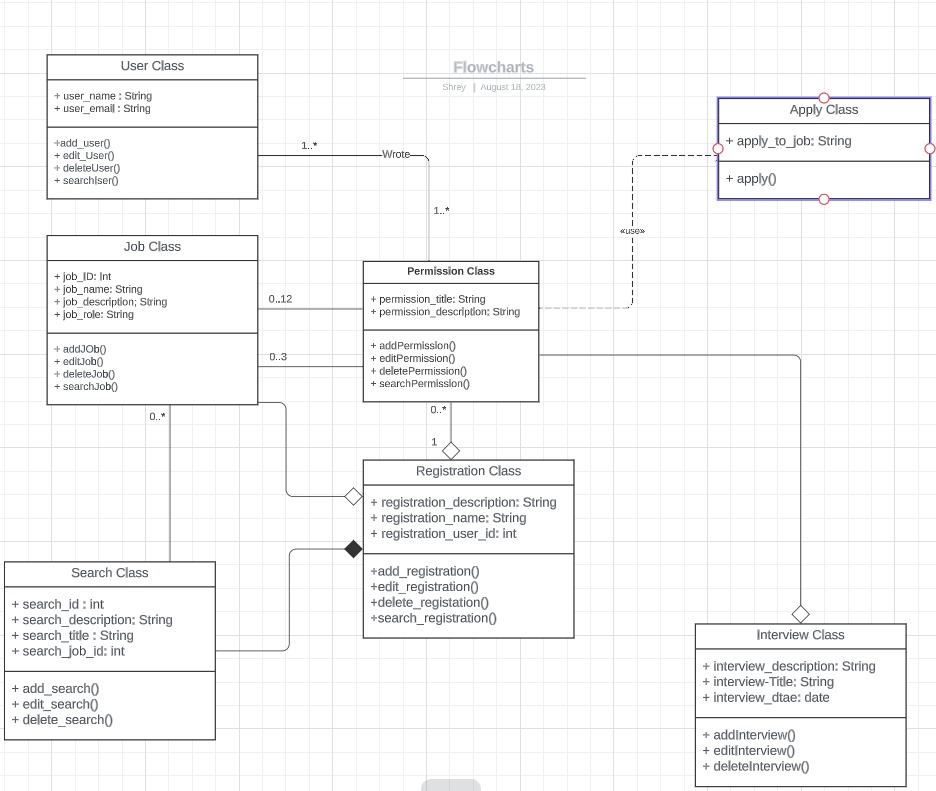 Flowcharts
Shrey | August 18, 2023
User Class
+ user_name : String
+ user_email : String
+add_user()
+ edit_User()
+ deleteUser()
+ searchIser()
1..*
Wrote
1..*
Apply Class
+ apply_to_job: String
+ apply()
«use»
Job Class
+ job_ID: Int
+ job_name: String
+ job_description; String
+ job_role: String
+ addJOb()
+ editJob()
+ deleteJob()
+ searchJob()
0..12
0..3
0..*
Permission Class
+ permission_title: String
+ permission_description; String
+ addPermission()
+ editPermission()
+ deletePermission()
+ searchPermission()
0..*
1
Registration Class
+ registration_description: String
+ registration_name: String
+ registration_user_id: int
+add_registration()
+edit_registration()
+delete_registation()
+search_registration()
Search Class
+ search_id : int
+ search_description: String
+ search_title : String
+ search_job_id: int
+ add_search()
+ edit_search()
+ delete_search()
Interview Class
+ interview_description: String
+ interview-Title: String
+ interview_dtae: date
+ addInterview()
+ editInterview()
+ deleteInterview()